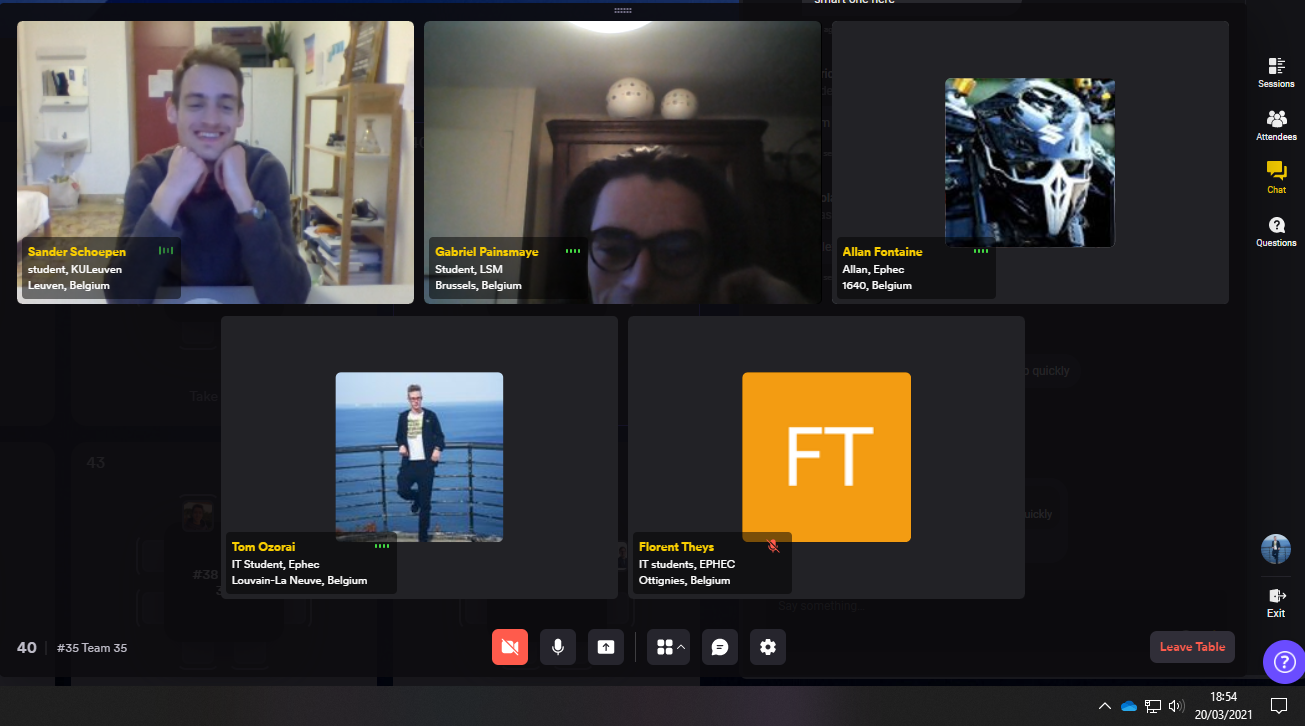 smart one here
Sessions
Attendees
Chat
Questions
Sander Schoepen
student, KULeuven
Leuven, Belgium
Gabriel Painsmaye
Student, LSM
Brussels, Belgium
Allan Fontaine
Allan, Ephec
1640, Belgium
Take
quickly
43
#38
uickly
FT
Tom Ozorai
IT Student, Ephec
Louvain-La Neuve, Belgium
Florent Theys
IT students, EPHEC
Ottignies, Belgium
Say something...
40
#35 Team 35
Leave Table
Exit
?
18:54
20/03/2021